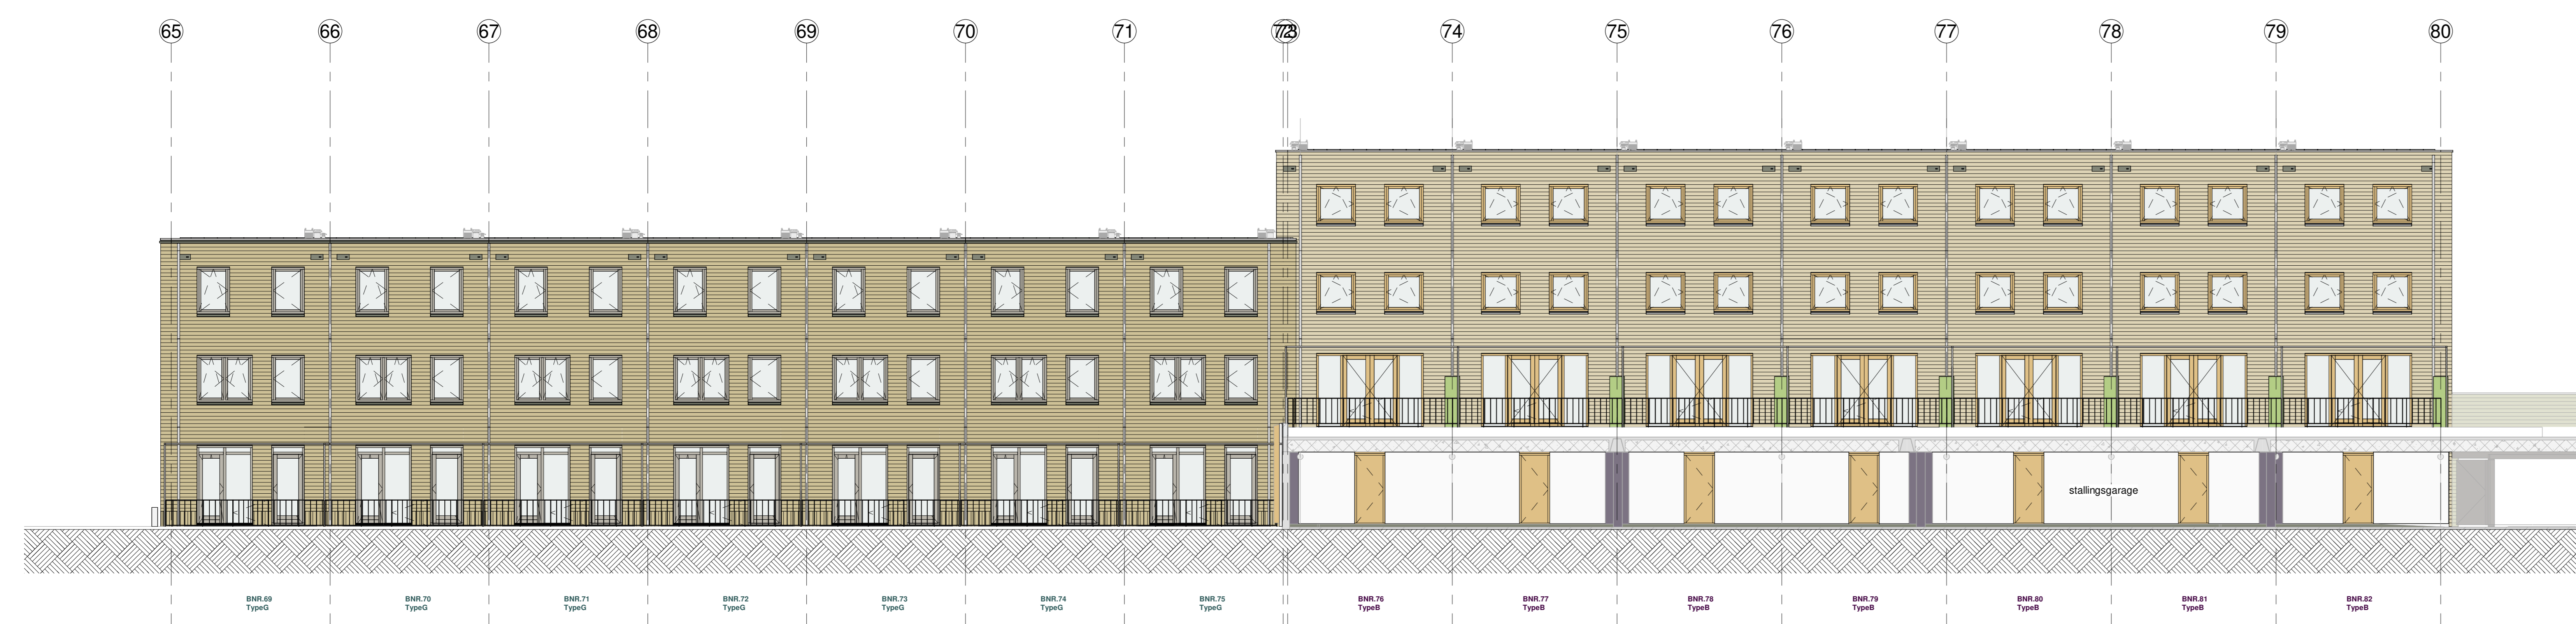 65 66 67 68 69 70 71 72 73 74 75 76 77 78 79 80
stallingsgarage
BNR.69 BNR.70 BNR.71 BNR.72 BNR.73 BNR.74 BNR.75 BNR.76 BNR.77 BNR.78 BNR.79 BNR.80 BNR.81 BNR.82
TypeG TypeG TypeG TypeG TypeG TypeG TypeG TypeB TypeB TypeB TypeB TypeB TypeB TypeB